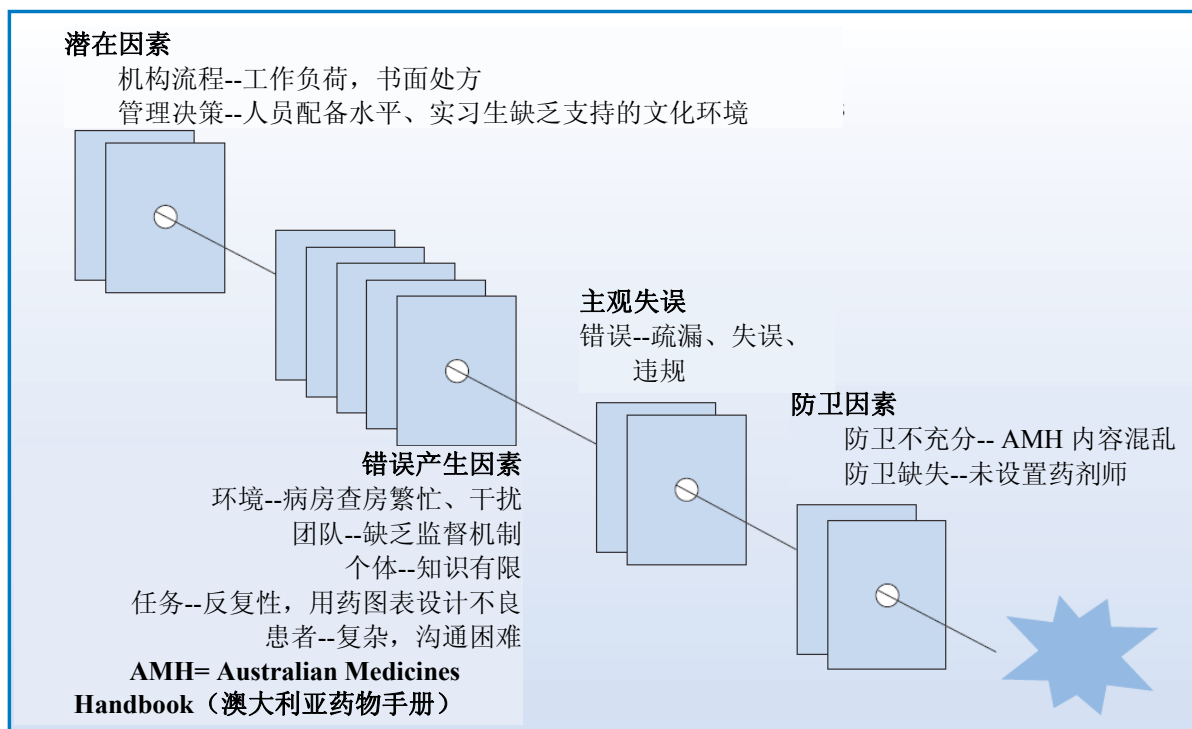 潜在因素
机构流程--工作负荷，书面处方
管理决策--人员配备水平、实习生缺乏支持的文化环境
主观失误
错误--疏漏、失误、
违规
防卫因素
防卫不充分-- AMH 内容混乱
防卫缺失--未设置药剂师
错误产生因素
环境--病房查房繁忙、干扰
团队--缺乏监督机制
个体--知识有限
任务--反复性，用药图表设计不良
患者--复杂，沟通困难
AMH= Australian Medicines
Handbook（澳大利亚药物手册）